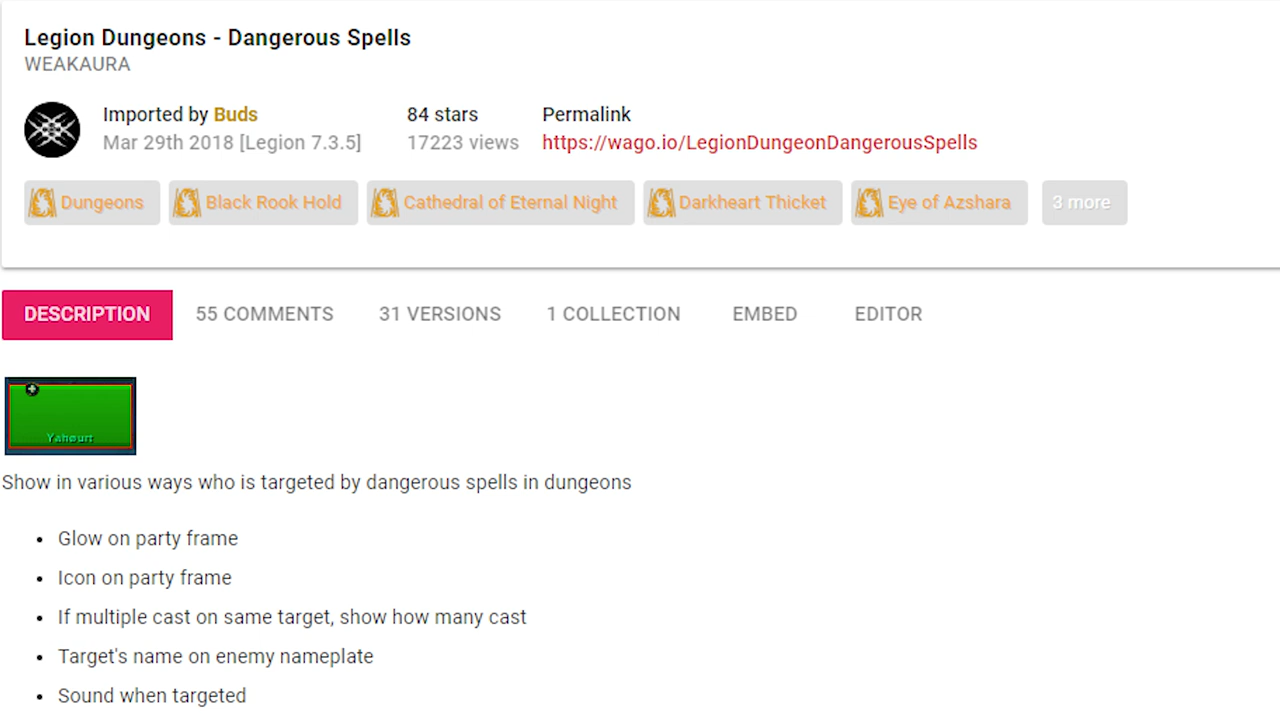 Legion Dungeons - Dangerous Spells
WEAKAURA
Imported by Buds
84 stars
Permalink
Mar 29th 2018 [Legion 7.3.5]
17223 views
https://wago.io/LegionDungeonDangerousSpells
Dungeons
Black Rook Hold
Cathedral of Eternal Night
Darkheart Thicket
Eye of Azshara
3 more
DESCRIPTION
55 COMMENTS
31 VERSIONS
1 COLLECTION
EMBED
EDITOR
Yahøurt
Show in various ways who is targeted by dangerous spells in dungeons
• Glow on party frame
• Icon on party frame
• If multiple cast on same target, show how many cast
• Target's name on enemy nameplate
• Sound when targeted